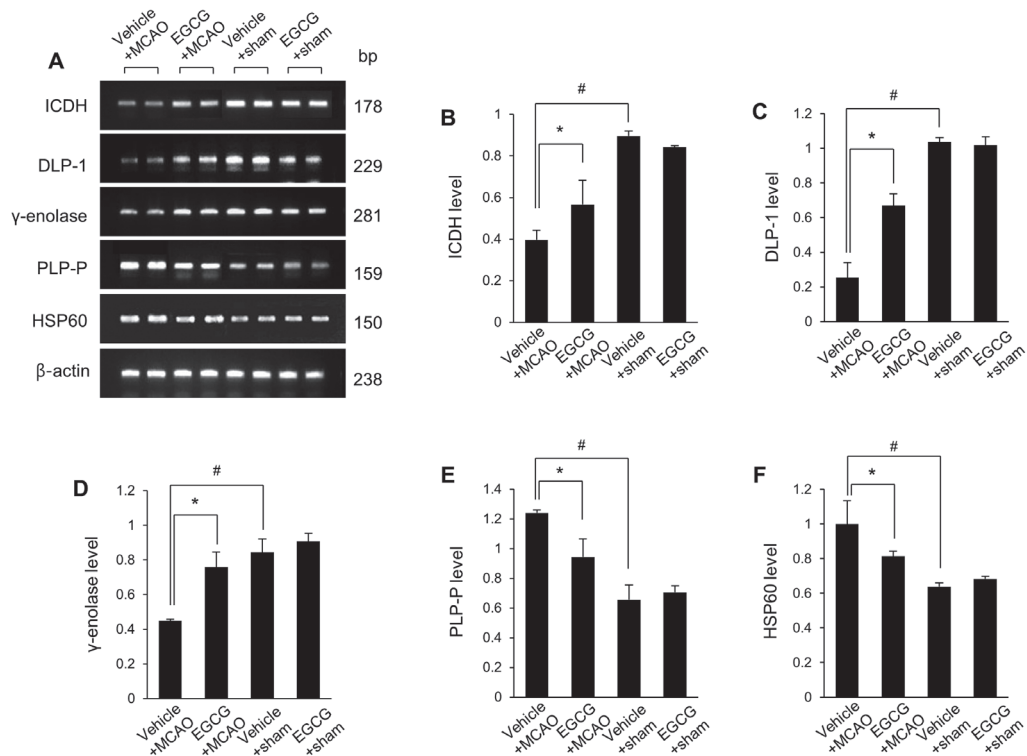 A
Vehicle
+MCAO
EGCG
+MCAO
Vehicle
+sham
EGCG
+sham
bp
ICDH
178
DLP-1
229
γ-enolase
281
PLP-P
159
HSP60
150
β-actin
238
B
#
*
ICDH level
1
0.8
0.6
0.4
0.2
0
Vehicle
+MCAO
EGCG
+MCAO
Vehicle
+sham
EGCG
+sham
C
#
*
DLP-1 level
1.2
1
0.8
0.6
0.4
0.2
0
Vehicle
+MCAO
EGCG
+MCAO
Vehicle
+sham
EGCG
+sham
D
#
*
γ-enolase level
1.2
1
0.8
0.6
0.4
0.2
0
Vehicle
+MCAO
EGCG
+MCAO
Vehicle
+sham
EGCG
+sham
E
#
*
PLP-P level
1.4
1.2
1
0.8
0.6
0.4
0.2
0
Vehicle
+MCAO
EGCG
+MCAO
Vehicle
+sham
EGCG
+sham
F
#
*
HSP60 level
1.2
1
0.8
0.6
0.4
0.2
0
Vehicle
+MCAO
EGCG
+MCAO
Vehicle
+sham
EGCG
+sham